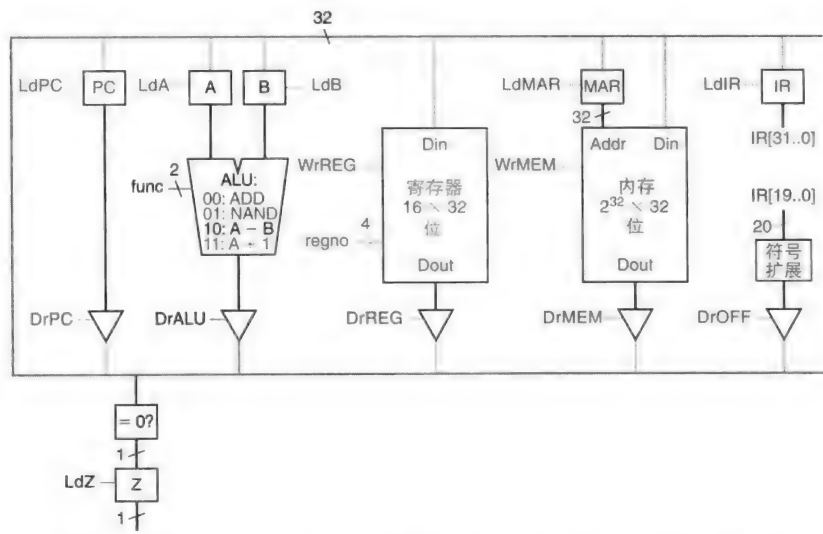 32
LdPC
PC
LdA
A
B
LdB
LdMAR
MAR
LdIR
IR
32
IR[31..0]
Din
Addr
Din
func
2
ALU:
00: ADD
01: NAND
10: A − B
11: A + 1
WrREG
寄存器
16 × 32
位
WrMEM
内存
2^32 × 32
位
IR[19..0]
regno
4
20
符号
扩展
Dout
Dout
DrPC
DrALU
DrREG
DrMEM
DrOFF
= 0?
1
LdZ
Z
1